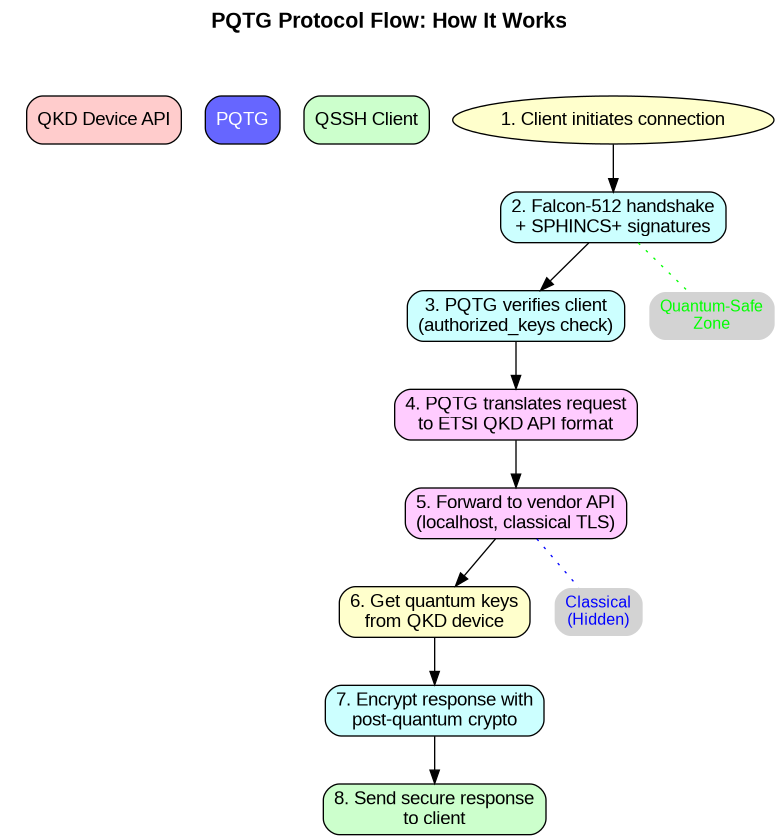 PQTG Protocol Flow: How It Works
QKD Device API
PQTG
QSSH Client
1. Client initiates connection
2. Falcon-512 handshake
+ SPHINCS+ signatures
3. PQTG verifies client
(authorized_keys check)
Quantum-Safe
Zone
4. PQTG translates request
to ETSI QKD API format
5. Forward to vendor API
(localhost, classical TLS)
6. Get quantum keys
from QKD device
Classical
(Hidden)
7. Encrypt response with
post-quantum crypto
8. Send secure response
to client